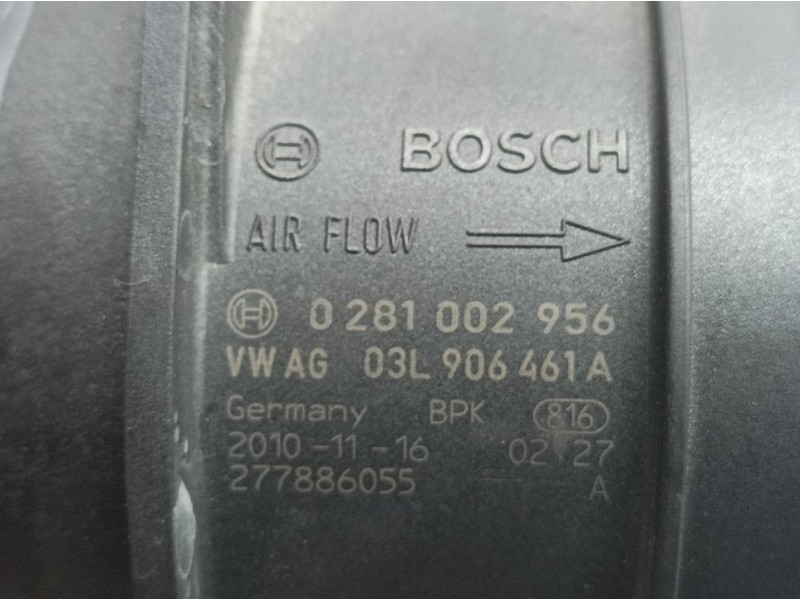 BOSCH
AIR FLOW
0 281 002 956
VW AG 03L 906 461 A
Germany BPK 816
2010-11-16 02 27
277886055 A